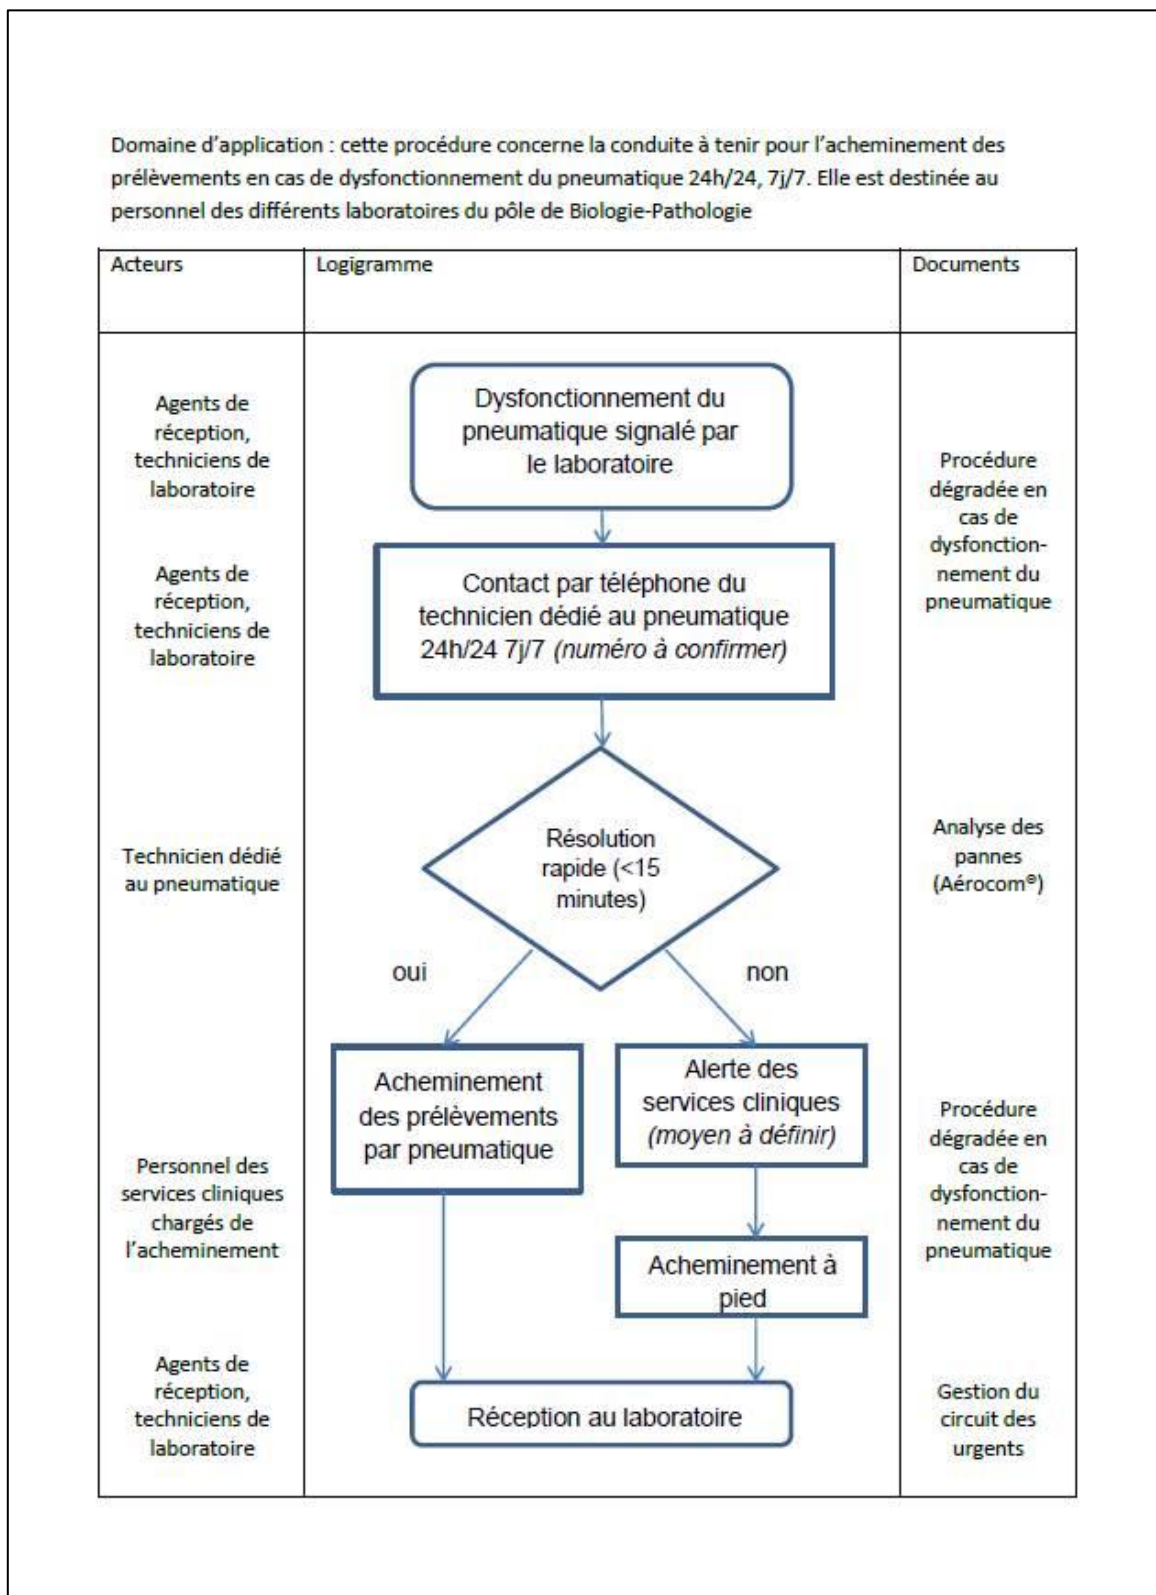 Domaine d’application : cette procédure concerne la conduite à tenir pour l’acheminement des
prélèvements en cas de dysfonctionnement du pneumatique 24h/24, 7j/7. Elle est destinée au
personnel des différents laboratoires du pôle de Biologie-Pathologie
Acteurs
Logigramme
Documents
Agents de
réception,
techniciens de
laboratoire
Dysfonctionnement du
pneumatique signalé par
le laboratoire
Procédure
dégradée en
cas de
dysfonction-
nement du
pneumatique
Agents de
réception,
techniciens de
laboratoire
Contact par téléphone du
technicien dédié au pneumatique
24h/24 7j/7 (numéro à confirmer)
Technicien dédié
au pneumatique
Résolution
rapide (<15
minutes)
Analyse des
pannes
(Aérocom®)
oui
non
Personnel des
services cliniques
chargés de
l’acheminement
Acheminement
des prélèvements
par pneumatique
Alerte des
services cliniques
(moyen à définir)
Acheminement à
pied
Procédure
dégradée en
cas de
dysfonction-
nement du
pneumatique
Agents de
réception,
techniciens de
laboratoire
Réception au laboratoire
Gestion du
circuit des
urgents